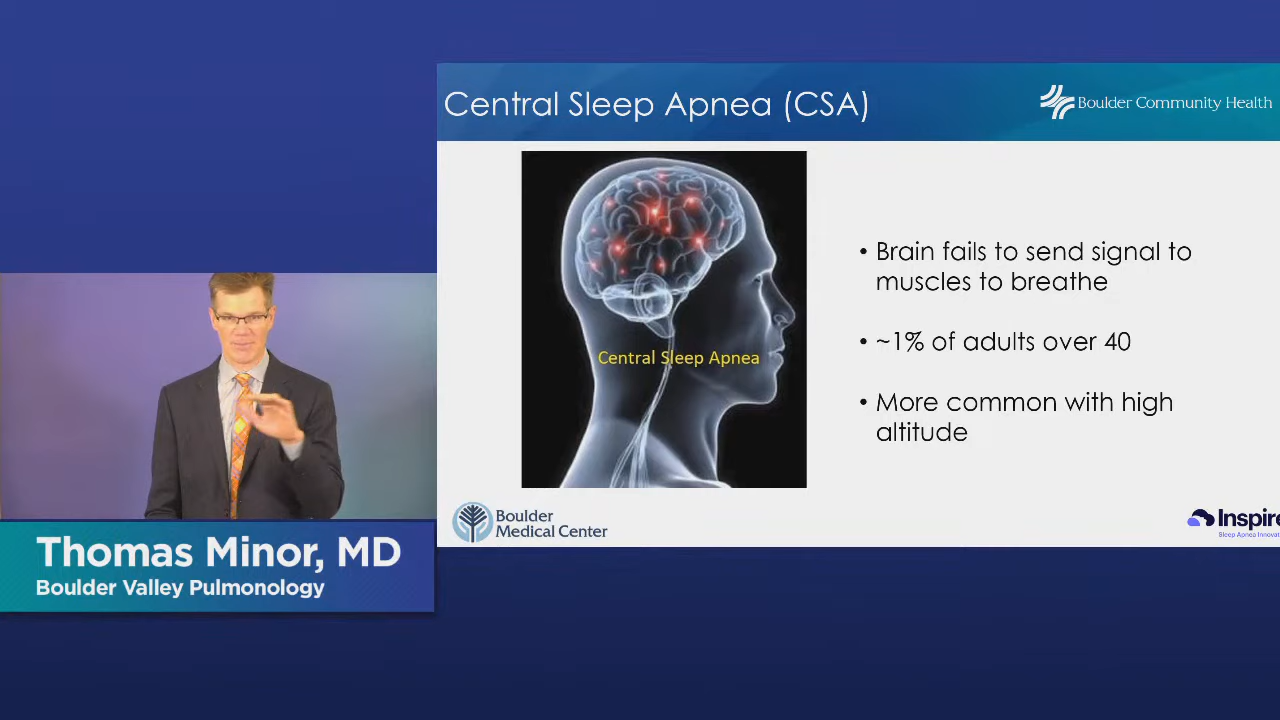 Central Sleep Apnea (CSA)
Boulder Community Health
Central Sleep Apnea
• Brain fails to send signal to
muscles to breathe
• ~1% of adults over 40
• More common with high
altitude
Boulder
Medical Center
Inspire
Sleep Apnea
Thomas Minor, MD
Boulder Valley Pulmonology